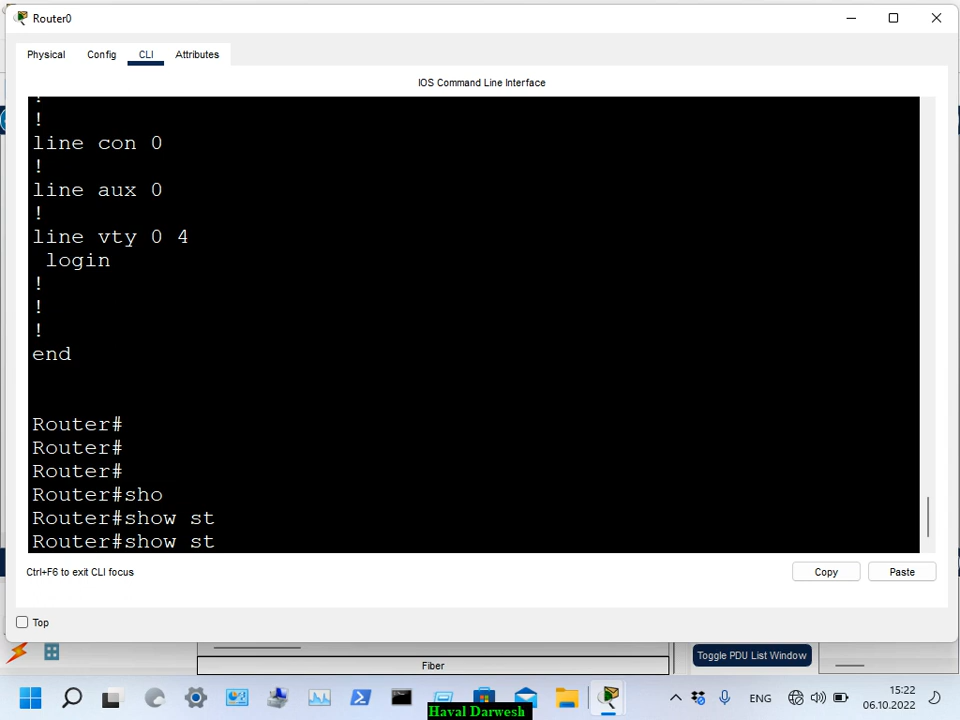 Router0
Physical Config CLI Attributes
IOS Command Line Interface
!
!
line con 0
!
line aux 0
!
line vty 0 4
login
!
!
!
end
Router#
Router#
Router#
Router#sho
Router#show st
Router#show st
Ctrl+F6 to exit CLI focus
Copy Paste
Top
Fiber
Toggle PDU List Window
ENG
15:22
06.10.2022
Haval Darwesh